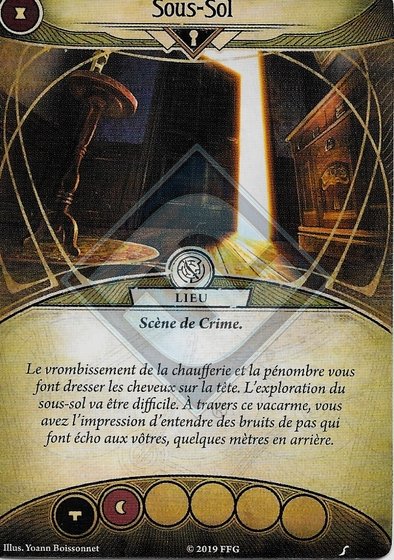 Sous-Sol
LIEU
Scène de Crime.
Le vrombissement de la chaufferie et la pénombre vous
font dresser les cheveux sur la tête. L'exploration du
sous-sol va être difficile. À travers ce vacarme, vous
avez l'impression d'entendre des bruits de pas qui
font écho aux vôtres, quelques mètres en arrière.
Illus. Yoann Boissonnet
© 2019 FFG